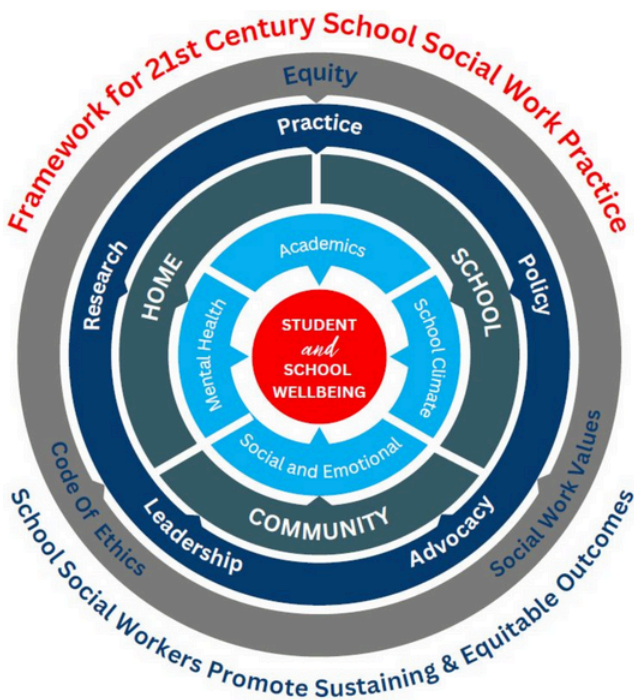 Framework for 21st Century School Social Work Practice
Equity
Practice
Research
Policy
HOME
SCHOOL
Academics
Mental Health
School Climate
STUDENT
and
SCHOOL
WELLBEING
Social and Emotional
COMMUNITY
Leadership
Advocacy
Code Of Ethics
Social Work Values
School Social Workers Promote Sustaining & Equitable Outcomes